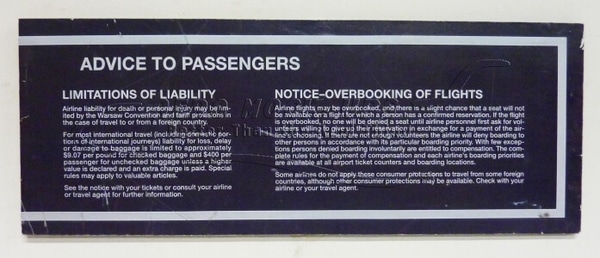 ADVICE TO PASSENGERS
LIMITATIONS OF LIABILITY
Airline liability for death or personal injury may be lim-
ited by the Warsaw Convention and tariff provisions in
the case of travel to or from a foreign country.
For most international travel (including domestic por-
tions of international journeys) liability for loss, delay
or damage to baggage is limited to approximately
$9.07 per pound for checked baggage and $400 per
passenger for unchecked baggage unless a higher
value is declared and an extra charge is paid. Special
rules may apply to valuable articles.
See the notice with your tickets or consult your airline
or travel agent for further information.
NOTICE–OVERBOOKING OF FLIGHTS
Airline flights may be overbooked, and there is a slight chance that a seat will not
be available on a flight for which a person has a confirmed reservation. If the flight
is overbooked, no one will be denied a seat until airline personnel first ask for vol-
unteers willing to give up their reservation in exchange for a payment of the air-
line's choosing. If there are not enough volunteers the airline will deny boarding to
other persons in accordance with its particular boarding priority. With few excep-
tions persons denied boarding involuntarily are entitled to compensation. The com-
plete rules for the payment of compensation and each airline's boarding priorities
are available at all airport ticket counters and boarding locations.
Some airlines do not apply these consumer protections to travel from some foreign
countries, although other consumer protections may be available. Check with your
airline or your travel agent.